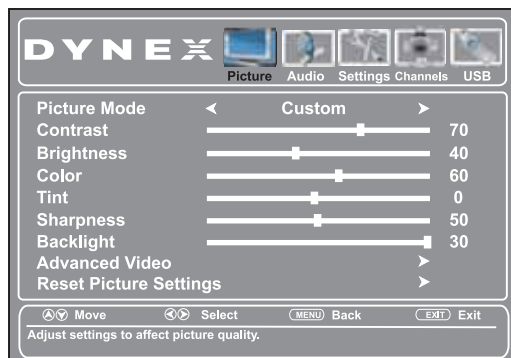 DYNEX
Picture Audio Settings Channels USB
Picture Mode Custom
Contrast 70
Brightness 40
Color 60
Tint 0
Sharpness 50
Backlight 30
Advanced Video
Reset Picture Settings
Move Select MENU Back EXIT Exit
Adjust settings to affect picture quality.